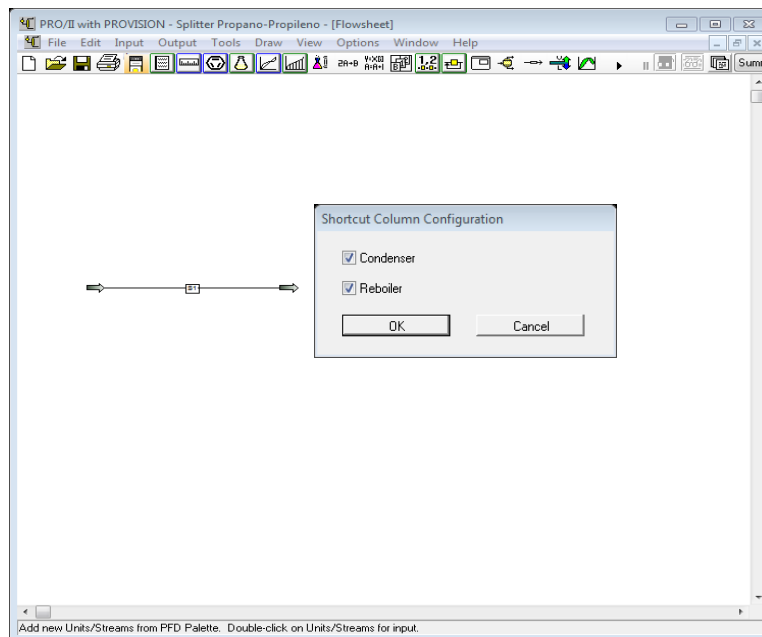 PRO/II with PROVISION - Splitter Propano-Propileno - [Flowsheet]
File Edit Input Output Tools Draw View Options Window Help
2A→B
Summ
Shortcut Column Configuration
Condenser
S1
Reboiler
OK Cancel
Add new Units/Streams from PFD Palette. Double-click on Units/Streams for input.